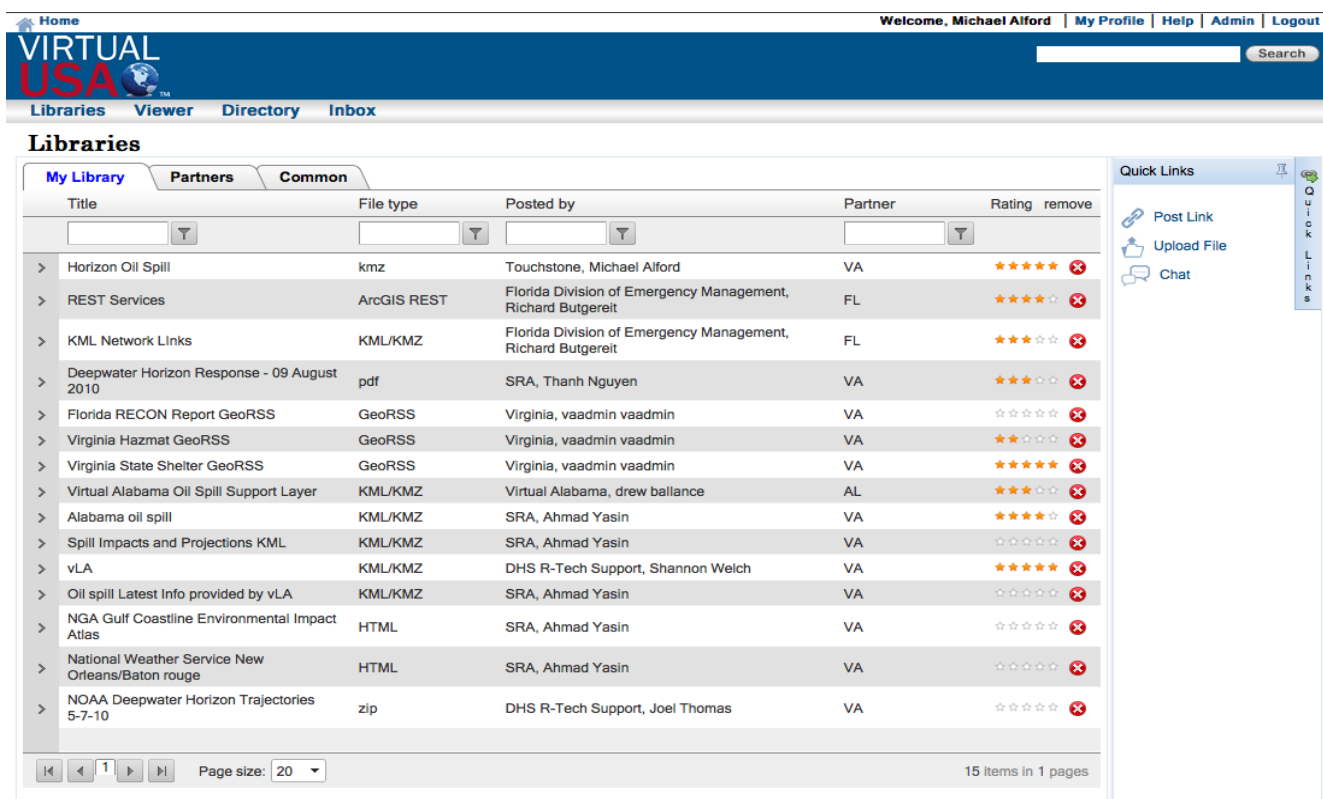 Home Welcome, Michael Alford | My Profile | Help | Admin | Logout
VIRTUAL
USA TM
Search
Libraries Viewer Directory Inbox
Libraries
My Library Partners Common
Quick Links
Title File type Posted by Partner Rating remove
Post Link
Upload File
Chat
Quick Links
Horizon Oil Spill kmz Touchstone, Michael Alford VA
REST Services ArcGIS REST Florida Division of Emergency Management,
Richard Butgereit FL
KML Network LInks KML/KMZ Florida Division of Emergency Management,
Richard Butgereit FL
Deepwater Horizon Response - 09 August
2010 pdf SRA, Thanh Nguyen VA
Florida RECON Report GeoRSS GeoRSS Virginia, vaadmin vaadmin VA
Virginia Hazmat GeoRSS GeoRSS Virginia, vaadmin vaadmin VA
Virginia State Shelter GeoRSS GeoRSS Virginia, vaadmin vaadmin VA
Virtual Alabama Oil Spill Support Layer KML/KMZ Virtual Alabama, drew ballance AL
Alabama oil spill KML/KMZ SRA, Ahmad Yasin VA
Spill Impacts and Projections KML KML/KMZ SRA, Ahmad Yasin VA
vLA KML/KMZ DHS R-Tech Support, Shannon Welch VA
Oil spill Latest Info provided by vLA KML/KMZ SRA, Ahmad Yasin VA
NGA Gulf Coastline Environmental Impact
Atlas HTML SRA, Ahmad Yasin VA
National Weather Service New
Orleans/Baton rouge HTML SRA, Ahmad Yasin VA
NOAA Deepwater Horizon Trajectories
5-7-10 zip DHS R-Tech Support, Joel Thomas VA
1 Page size: 20 15 items in 1 pages